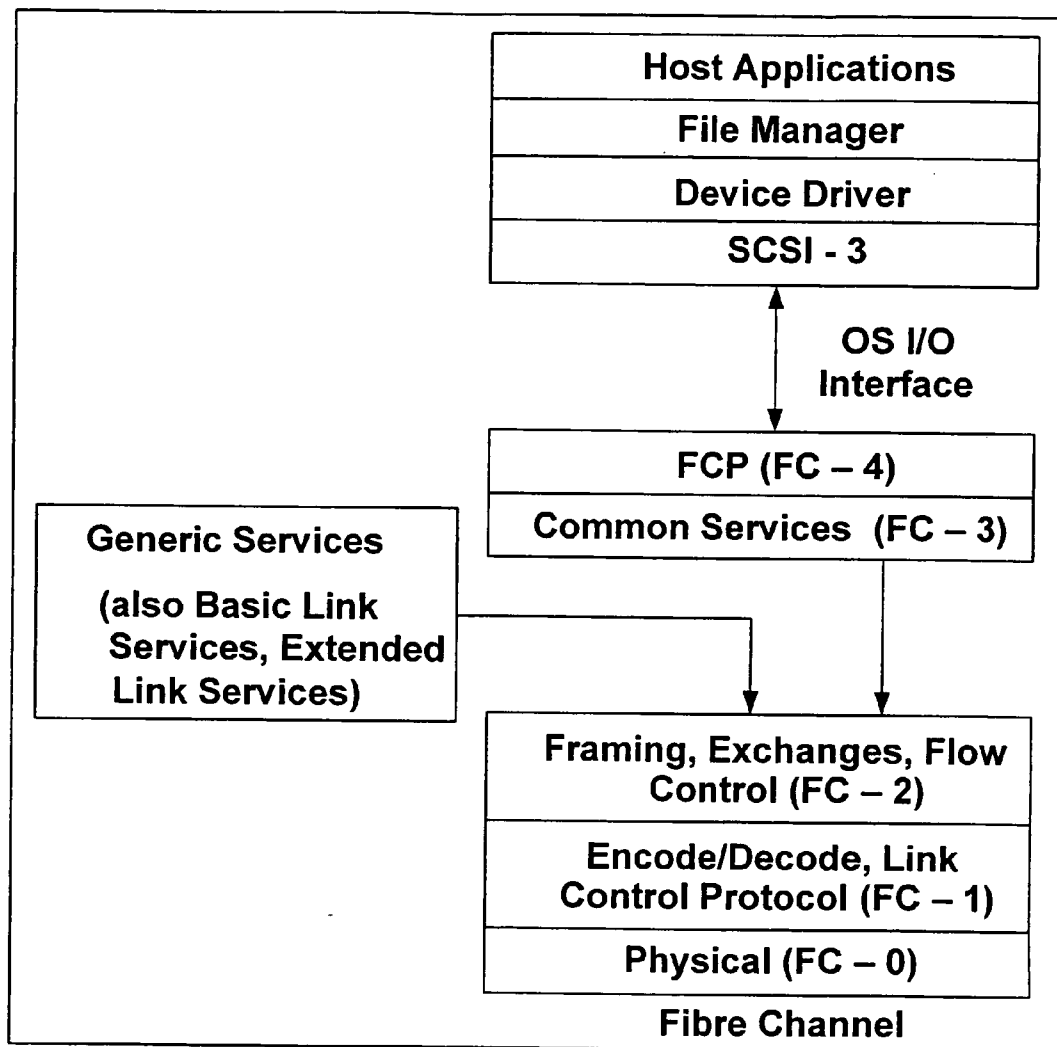 Host Applications
File Manager
Device Driver
SCSI - 3
OS I/O
Interface
FCP (FC – 4)
Common Services (FC – 3)
Generic Services
(also Basic Link
Services, Extended
Link Services)
Framing, Exchanges, Flow
Control (FC – 2)
Encode/Decode, Link
Control Protocol (FC – 1)
Physical (FC – 0)
Fibre Channel